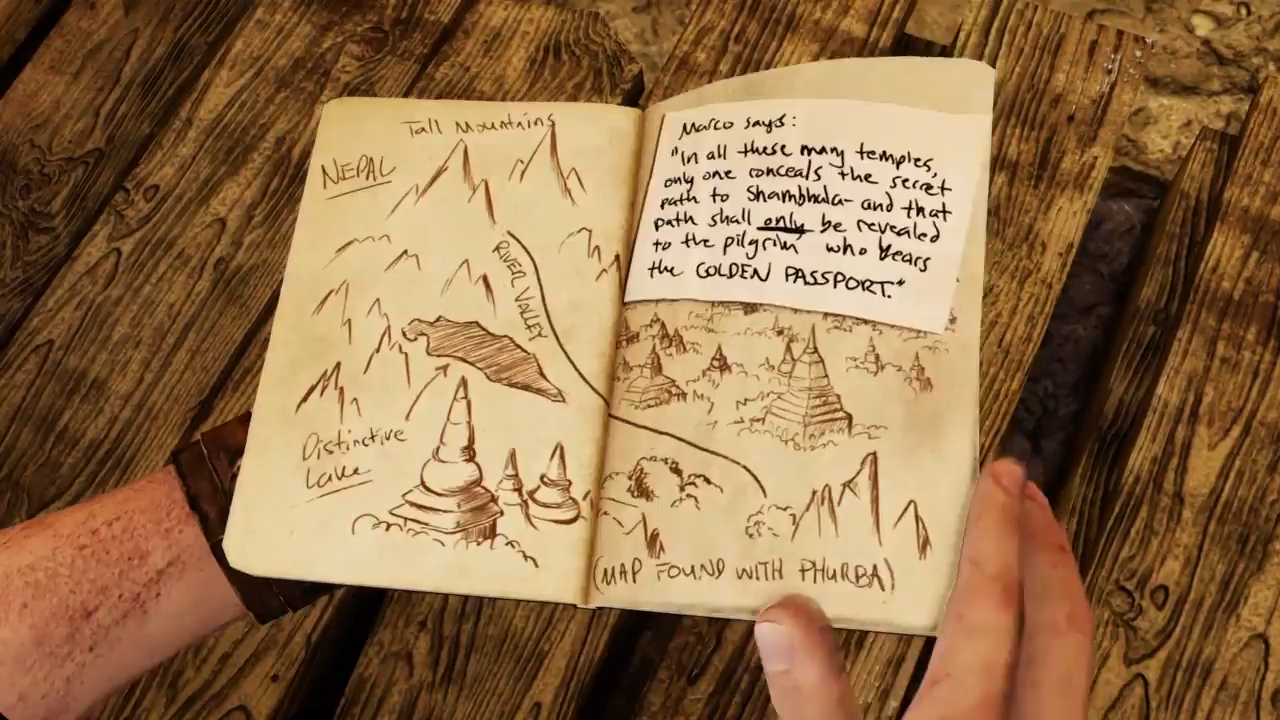 Tall Mountains
NEPAL
RIVER VALLEY
Distinctive
Lake
Marco says:
"In all these many temples,
only one conceals the secret
path to Shambhala- and that
path shall only be revealed
to the pilgrim who bears
the GOLDEN PASSPORT."
(MAP FOUND WITH PHURBA)